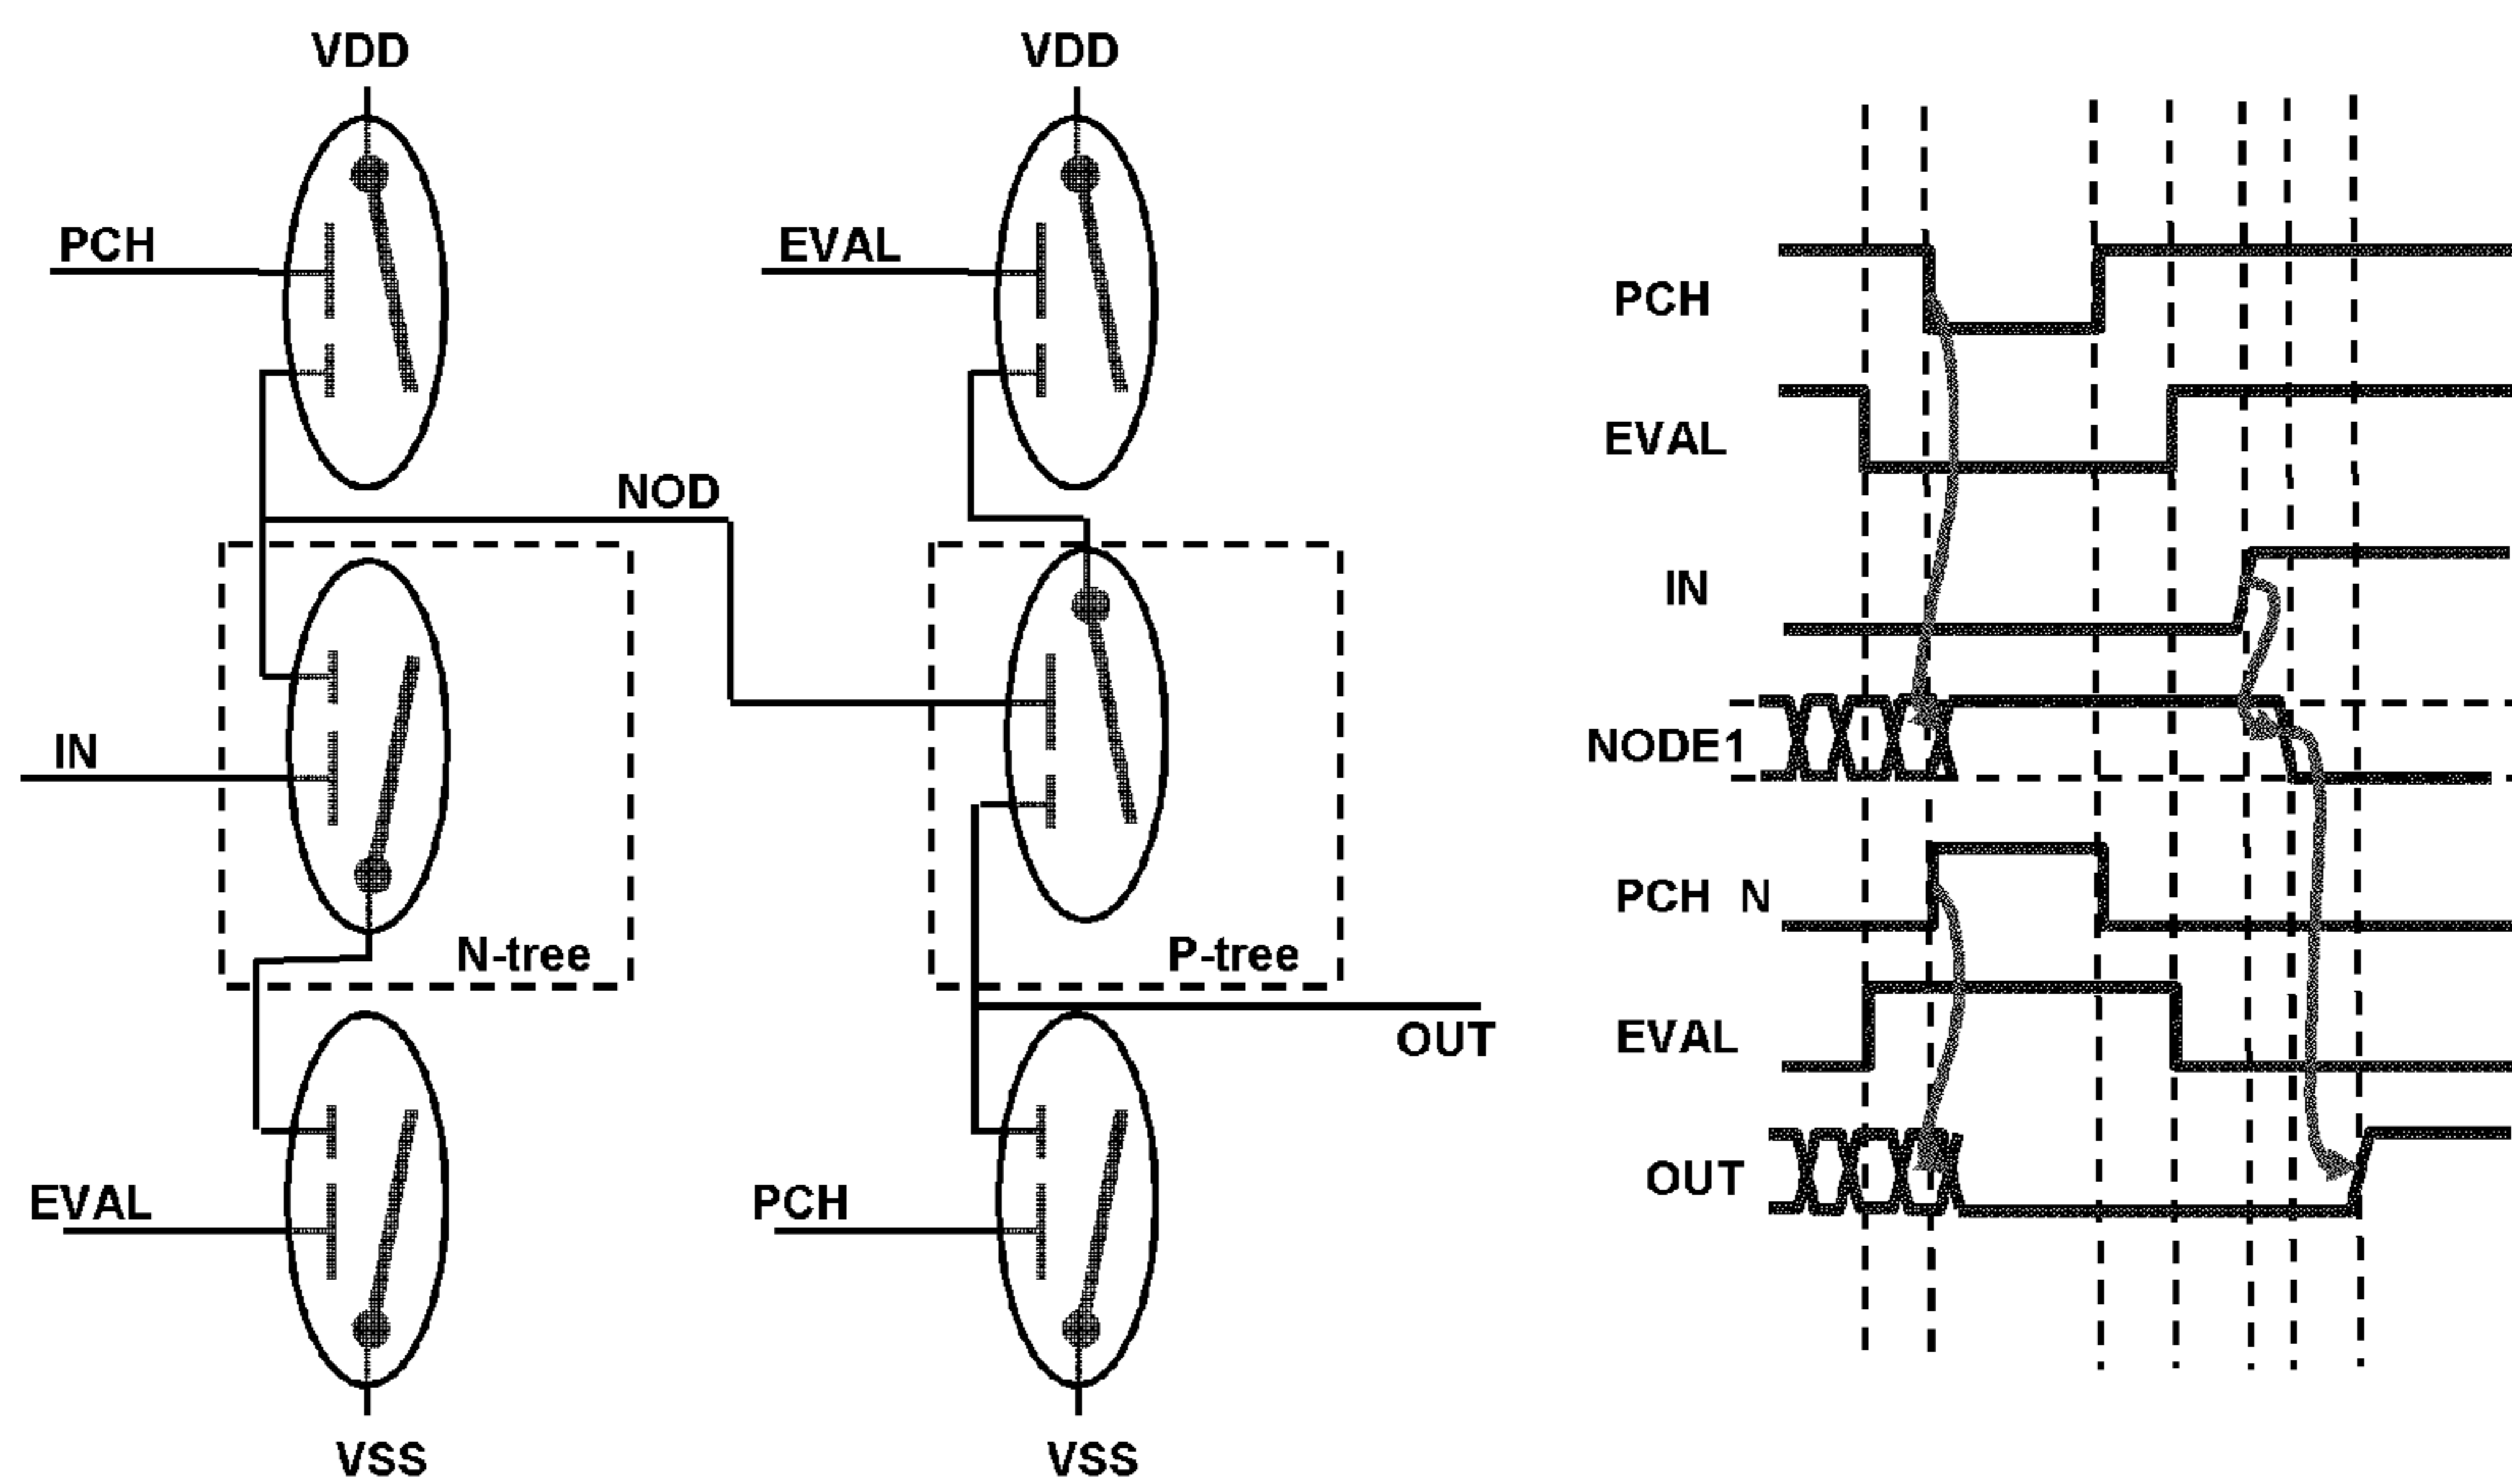 VDD
PCH
NOD
IN
N-tree
EVAL
VSS
VDD
EVAL
P-tree
OUT
PCH
VSS
PCH
EVAL
IN
NODE1
PCH N
EVAL
OUT